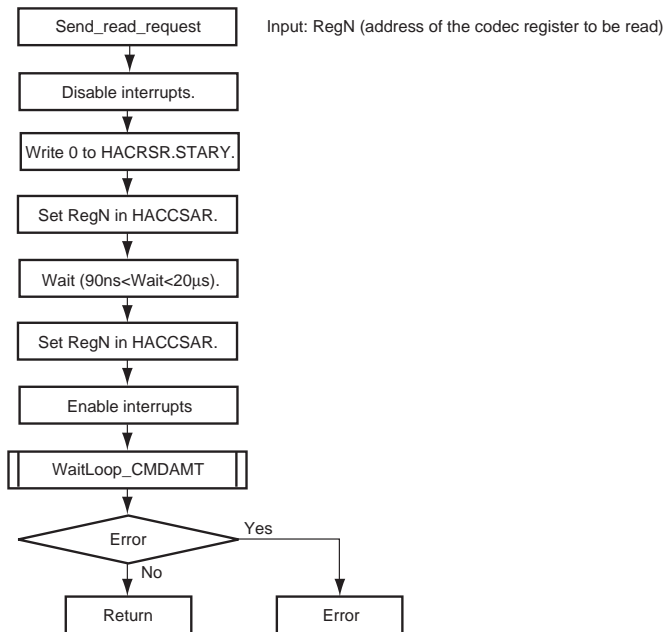 Send_read_request
Input: RegN (address of the codec register to be read)
Disable interrupts.
Write 0 to HACRSR.STARY.
Set RegN in HACCSAR.
Wait (90ns<Wait<20μs).
Set RegN in HACCSAR.
Enable interrupts
WaitLoop_CMDAMT
Error
Yes
No
Return
Error